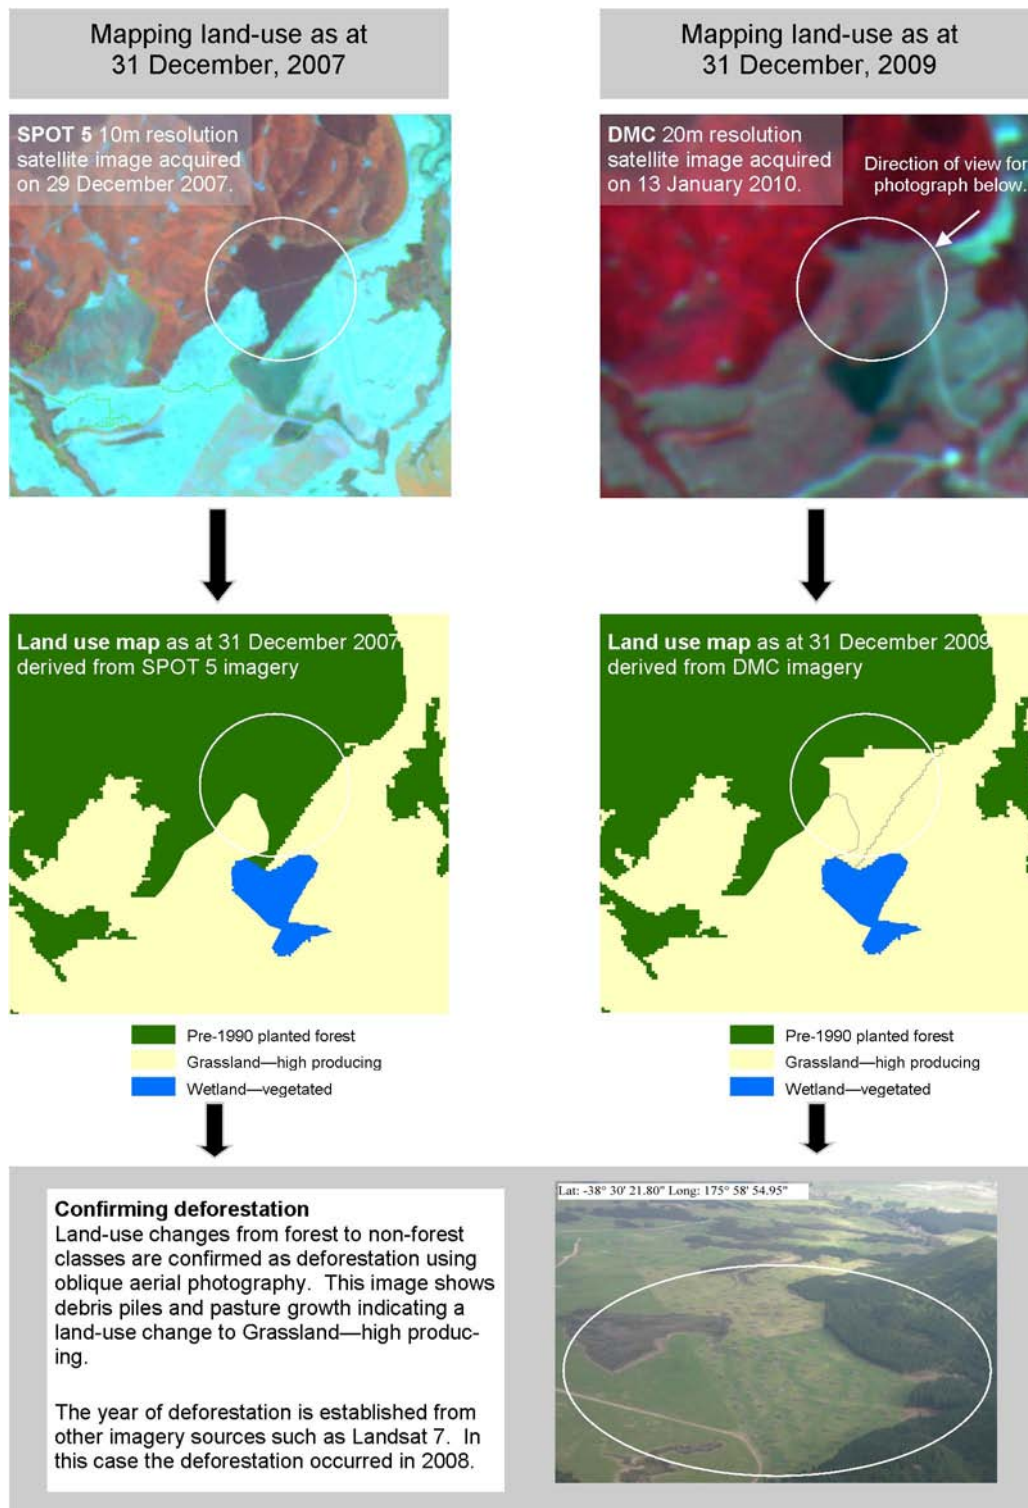 Mapping land-use as at
31 December, 2007
Mapping land-use as at
31 December, 2009
SPOT 5 10m resolution
satellite image acquired
on 29 December 2007.
DMC 20m resolution
satellite image acquired
on 13 January 2010.
Direction of view for
photograph below.
Land use map as at 31 December 2007
derived from SPOT 5 imagery
Land use map as at 31 December 2009
derived from DMC imagery
Pre-1990 planted forest
Grassland—high producing
Wetland—vegetated
Pre-1990 planted forest
Grassland—high producing
Wetland—vegetated
Confirming deforestation
Land-use changes from forest to non-forest
classes are confirmed as deforestation using
oblique aerial photography.  This image shows
debris piles and pasture growth indicating a
land-use change to Grassland—high produc-
ing.
The year of deforestation is established from
other imagery sources such as Landsat 7.  In
this case the deforestation occurred in 2008.
Lat: -38° 30' 21.80" Long: 175° 58' 54.95"